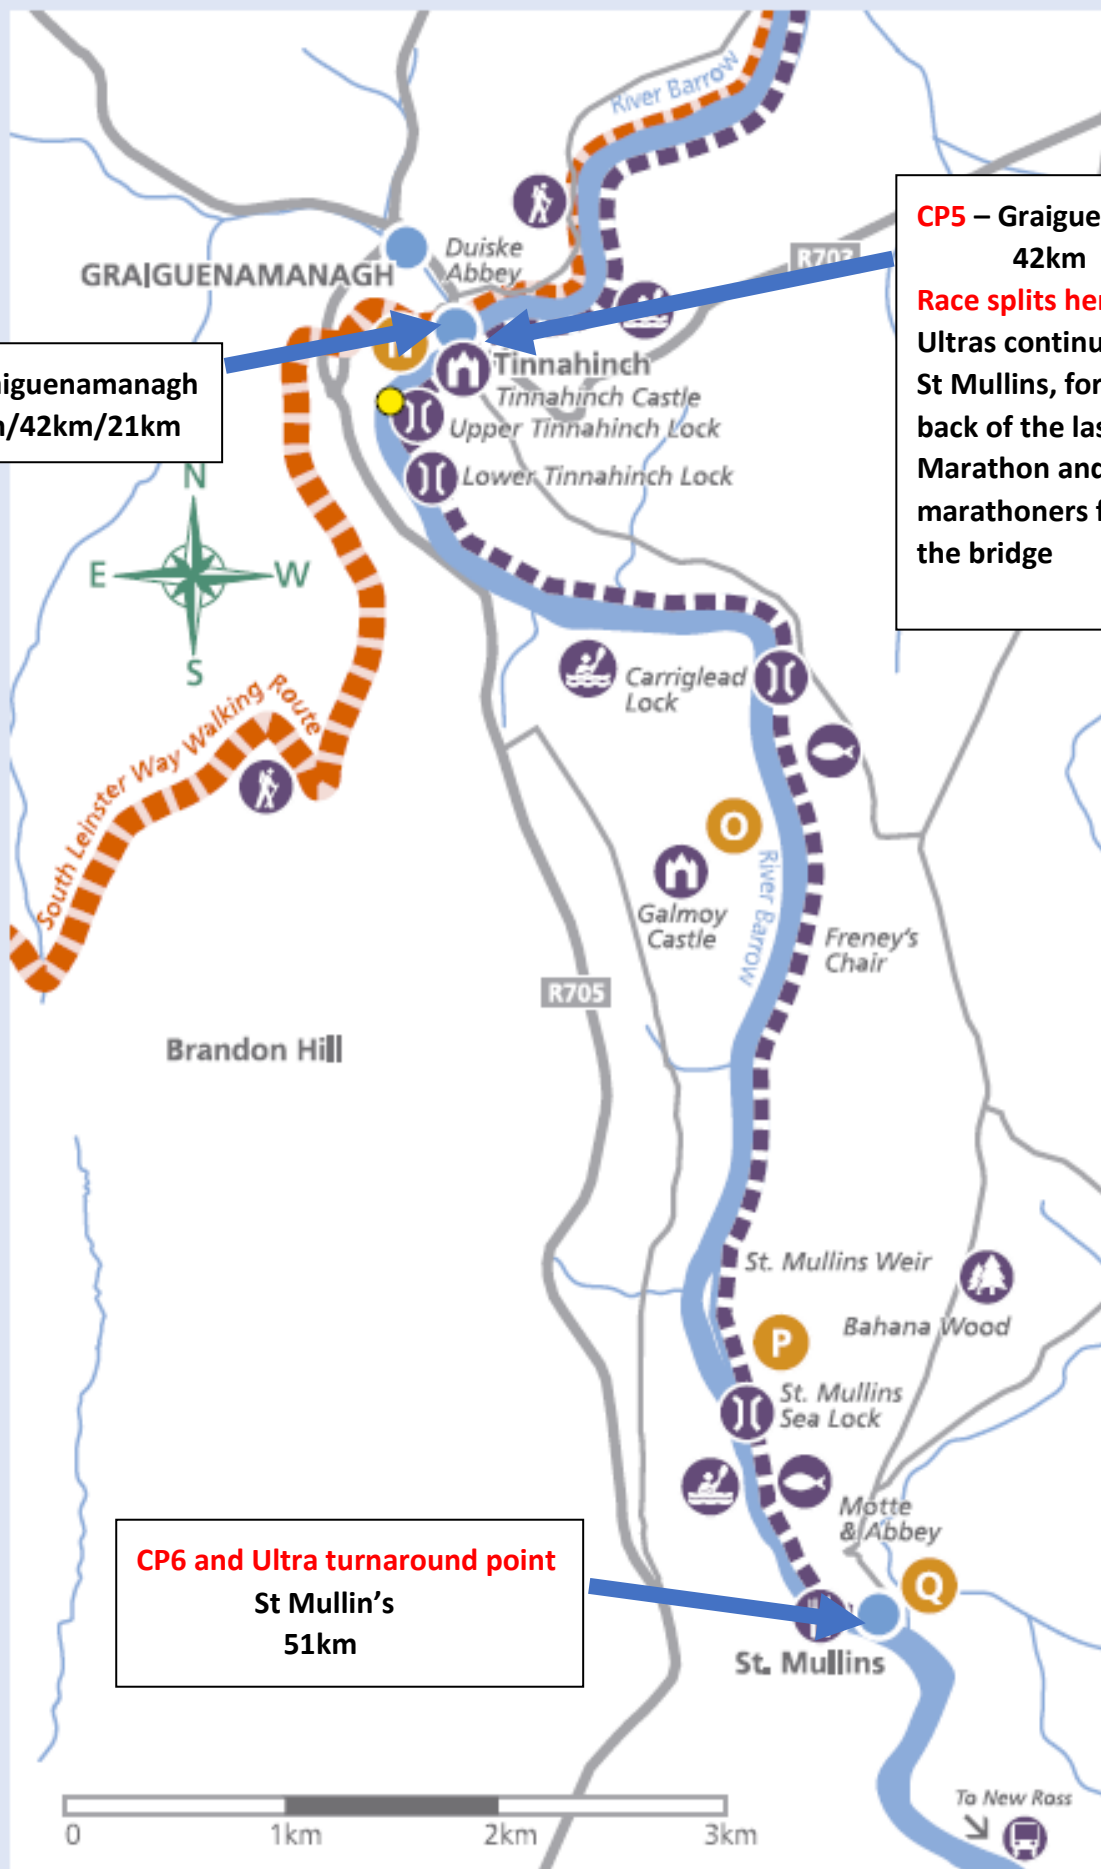 River Barrow
CP5 – Graigue
42km
Race splits her
Ultras continu
St Mullins, for
back of the las
Marathon and
marathoners f
the bridge
R703
Duiske
Abbey
GRAIGUENAMANAGH
iguenamanagh
/42km/21km
Tinnahinch
Tinnahinch Castle
Upper Tinnahinch Lock
Lower Tinnahinch Lock
N
E
W
S
Carriglead
Lock
South Leinster Way Walking Route
O
River Barrow
Galmoy
Castle
Freney's
Chair
R705
Brandon Hill
St. Mullins Weir
Bahana Wood
P
St. Mullins
Sea Lock
Motte
& Abbey
CP6 and Ultra turnaround point
St Mullin's
51km
Q
St. Mullins
To New Ross
0
1km
2km
3km